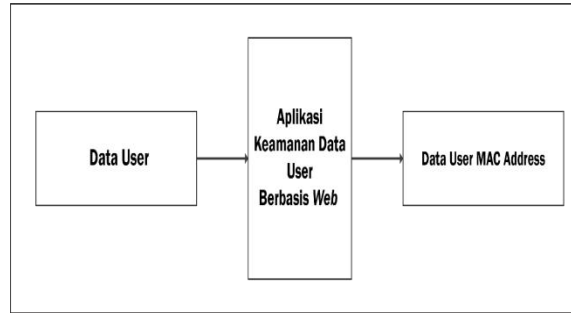 Data User
Aplikasi
Keamanan Data
User
Berbasis Web
Data User MAC Address